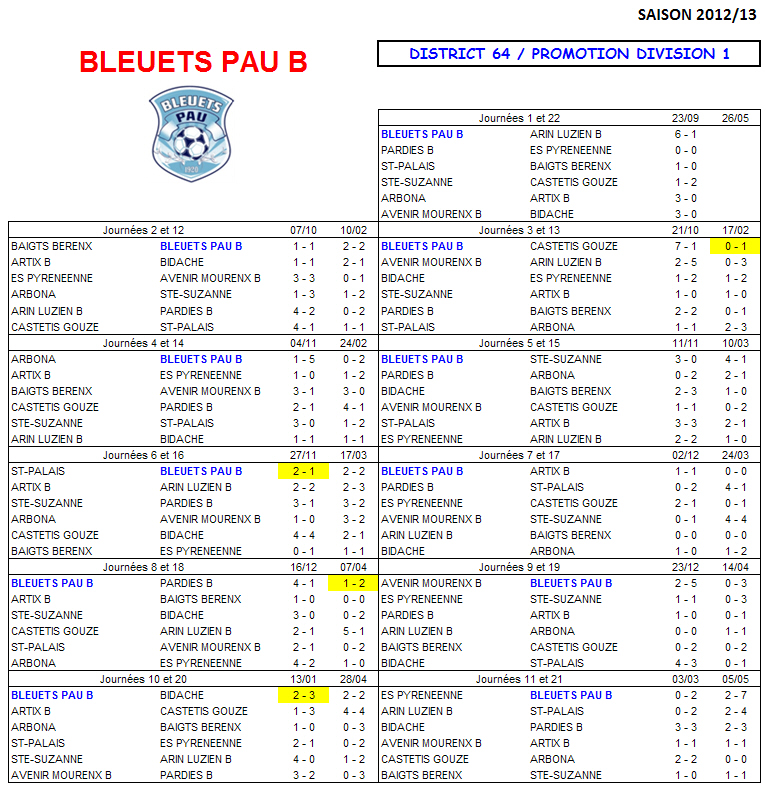 SAISON 2012/13
BLEUETS PAU B
DISTRICT 64 / PROMOTION DIVISION 1
BLEUETS
PAU
1920
Journées 1 et 22 23/09 26/05
BLEUETS PAU B ARIN LUZIEN B 6 - 1
PARDIES B ES PYRENEENNE 0 - 0
ST-PALAIS BAIGTS BERENX 1 - 0
STE-SUZANNE CASTETIS GOUZE 1 - 2
ARBONA ARTIX B 3 - 0
AVENIR MOURENX B BIDACHE 3 - 0
Journées 2 et 12 07/10 10/02
BAIGTS BERENX BLEUETS PAU B 1 - 1 2 - 2
ARTIX B BIDACHE 1 - 1 2 - 1
ES PYRENEENNE AVENIR MOURENX B 3 - 3 0 - 1
ARBONA STE-SUZANNE 1 - 3 1 - 2
ARIN LUZIEN B PARDIES B 4 - 2 0 - 2
CASTETIS GOUZE ST-PALAIS 4 - 1 1 - 1
Journées 3 et 13 21/10 17/02
BLEUETS PAU B CASTETIS GOUZE 7 - 1 0 - 1
AVENIR MOURENX B ARIN LUZIEN B 2 - 5 0 - 3
BIDACHE ES PYRENEENNE 1 - 2 1 - 2
STE-SUZANNE ARTIX B 1 - 0 1 - 0
PARDIES B BAIGTS BERENX 2 - 2 0 - 1
ST-PALAIS ARBONA 1 - 1 2 - 3
Journées 4 et 14 04/11 24/02
ARBONA BLEUETS PAU B 1 - 5 0 - 2
ARTIX B ES PYRENEENNE 1 - 0 1 - 2
BAIGTS BERENX AVENIR MOURENX B 3 - 1 3 - 0
CASTETIS GOUZE PARDIES B 2 - 1 4 - 1
STE-SUZANNE ST-PALAIS 3 - 0 1 - 2
ARIN LUZIEN B BIDACHE 1 - 1 1 - 1
Journées 5 et 15 11/11 10/03
BLEUETS PAU B STE-SUZANNE 3 - 0 4 - 1
PARDIES B ARBONA 0 - 2 2 - 1
BIDACHE BAIGTS BERENX 2 - 3 1 - 0
AVENIR MOURENX B CASTETIS GOUZE 1 - 1 0 - 2
ST-PALAIS ARTIX B 3 - 3 2 - 1
ES PYRENEENNE ARIN LUZIEN B 2 - 2 1 - 2
Journées 6 et 16 27/11 17/03
ST-PALAIS BLEUETS PAU B 2 - 1 2 - 2
ARTIX B ARIN LUZIEN B 2 - 2 2 - 3
STE-SUZANNE PARDIES B 3 - 1 3 - 2
ARBONA AVENIR MOURENX B 1 - 0 3 - 2
CASTETIS GOUZE BIDACHE 4 - 4 2 - 1
BAIGTS BERENX ES PYRENEENNE 0 - 1 0 - 1
Journées 7 et 17 02/12 24/03
BLEUETS PAU B ARTIX B 1 - 1 0 - 0
PARDIES B ST-PALAIS 0 - 2 4 - 1
ES PYRENEENNE CASTETIS GOUZE 2 - 1 0 - 1
AVENIR MOURENX B STE-SUZANNE 0 - 1 4 - 4
ARIN LUZIEN B BAIGTS BERENX 0 - 0 0 - 0
BIDACHE ARBONA 1 - 0 1 - 2
Journées 8 et 18 16/12 07/04
BLEUETS PAU B PARDIES B 4 - 1 1 - 2
ARTIX B BAIGTS BERENX 1 - 0 0 - 0
STE-SUZANNE BIDACHE 3 - 0 0 - 2
CASTETIS GOUZE ARIN LUZIEN B 2 - 1 5 - 1
ST-PALAIS AVENIR MOURENX B 2 - 1 0 - 2
ARBONA ES PYRENEENNE 4 - 2 1 - 0
Journées 9 et 19 23/12 14/04
AVENIR MOURENX B BLEUETS PAU B 2 - 5 0 - 3
ES PYRENEENNE STE-SUZANNE 1 - 1 0 - 3
PARDIES B ARTIX B 1 - 0 0 - 1
ARIN LUZIEN B ARBONA 0 - 0 1 - 1
BAIGTS BERENX CASTETIS GOUZE 0 - 2 0 - 2
BIDACHE ST-PALAIS 4 - 3 0 - 1
Journées 10 et 20 13/01 28/04
BLEUETS PAU B BIDACHE 2 - 3 2 - 2
ARTIX B CASTETIS GOUZE 1 - 3 4 - 4
ARBONA BAIGTS BERENX 1 - 0 0 - 3
ST-PALAIS ES PYRENEENNE 2 - 1 0 - 2
STE-SUZANNE ARIN LUZIEN B 4 - 0 1 - 2
AVENIR MOURENX B PARDIES B 3 - 2 0 - 3
Journées 11 et 21 03/03 05/05
ES PYRENEENNE BLEUETS PAU B 0 - 2 2 - 7
ARIN LUZIEN B ST-PALAIS 0 - 2 2 - 4
BIDACHE PARDIES B 3 - 3 2 - 3
AVENIR MOURENX B ARTIX B 1 - 1 1 - 1
CASTETIS GOUZE ARBONA 2 - 2 0 - 0
BAIGTS BERENX STE-SUZANNE 1 - 0 1 - 1